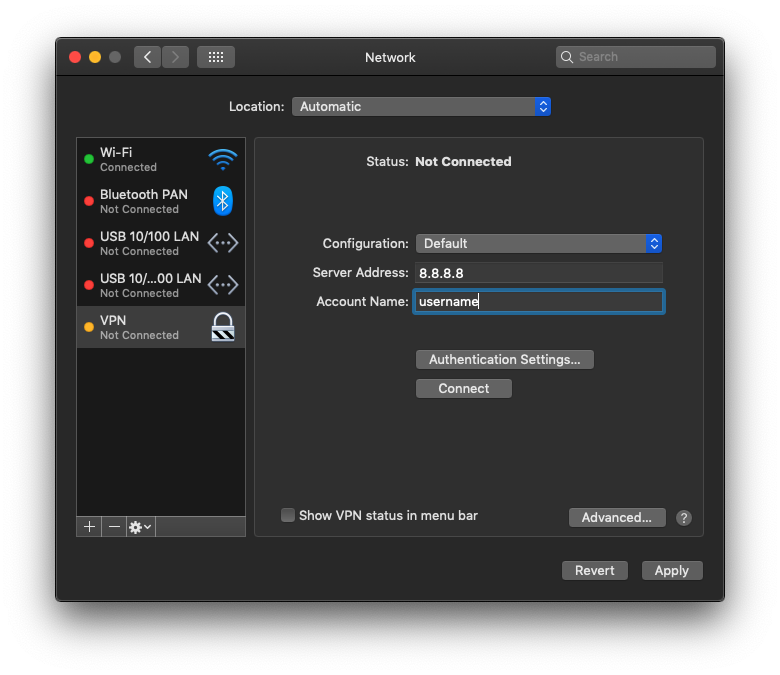 Network
Search
Location: Automatic
Wi-Fi
Connected
Bluetooth PAN
Not Connected
USB 10/100 LAN
Not Connected
USB 10/...00 LAN
Not Connected
VPN
Not Connected
Status: Not Connected
Configuration: Default
Server Address: 8.8.8.8
Account Name: username
Authentication Settings...
Connect
Show VPN status in menu bar
Advanced...
?
Revert
Apply